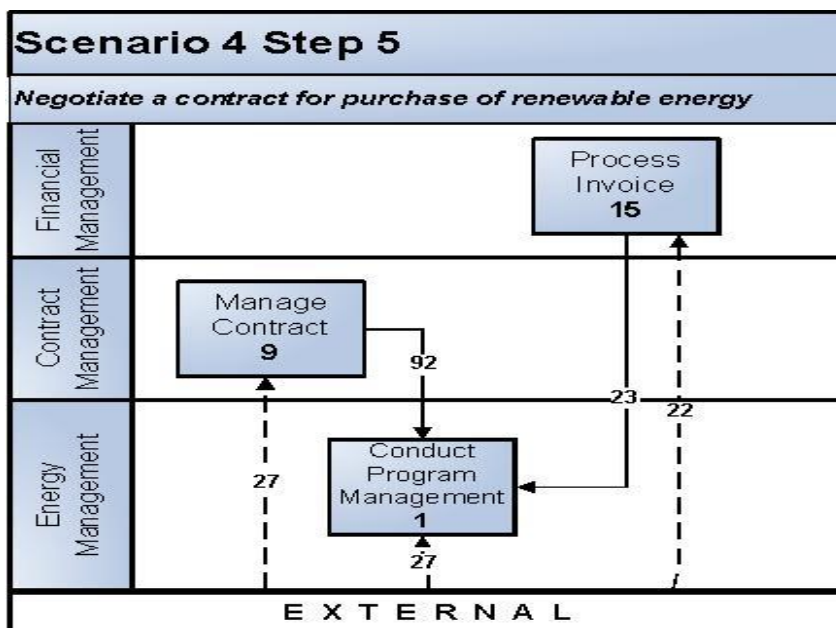 Scenario 4 Step 5
Negotiate a contract for purchase of renewable energy
Financial
Management
Process
Invoice
15
Contract
Management
Manage
Contract
9
92
23
22
Energy
Management
Conduct
Program
Management
1
27
27
E X T E R N A L